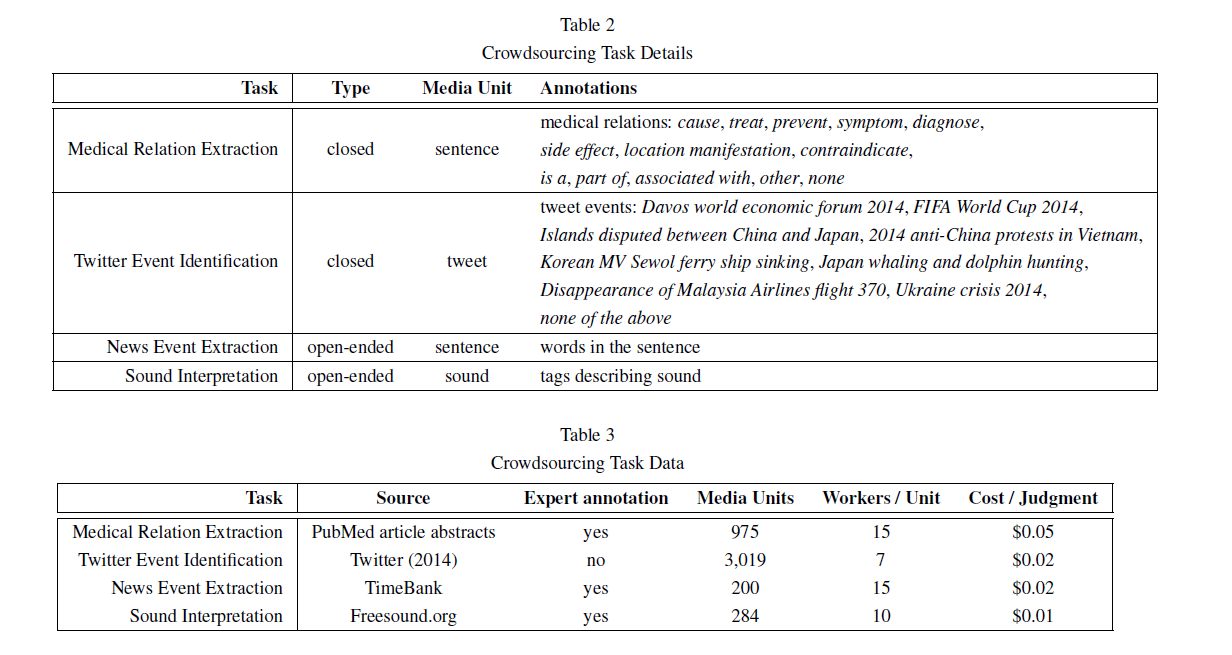 Table 2
Crowdsourcing Task Details
Task Type Media Unit Annotations
medical relations: cause, treat, prevent, symptom, diagnose,
Medical Relation Extraction closed sentence side effect, location manifestation, contraindicate,
is a, part of, associated with, other, none
tweet events: Davos world economic forum 2014, FIFA World Cup 2014,
Islands disputed between China and Japan, 2014 anti-China protests in Vietnam,
Twitter Event Identification closed tweet Korean MV Sewol ferry ship sinking, Japan whaling and dolphin hunting,
Disappearance of Malaysia Airlines flight 370, Ukraine crisis 2014,
none of the above
News Event Extraction open-ended sentence words in the sentence
Sound Interpretation open-ended sound tags describing sound
Table 3
Crowdsourcing Task Data
Task Source Expert annotation Media Units Workers / Unit Cost / Judgment
Medical Relation Extraction PubMed article abstracts yes 975 15 $0.05
Twitter Event Identification Twitter (2014) no 3,019 7 $0.02
News Event Extraction TimeBank yes 200 15 $0.02
Sound Interpretation Freesound.org yes 284 10 $0.01